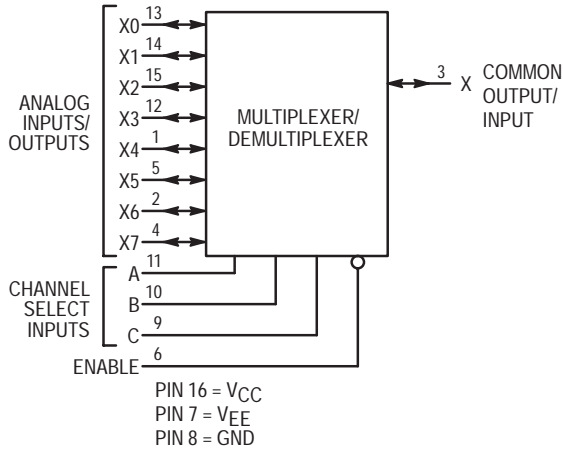 ANALOG
INPUTS/
OUTPUTS
X0 13
X1 14
X2 15
X3 12
X4 1
X5 5
X6 2
X7 4
MULTIPLEXER/
DEMULTIPLEXER
3 X COMMON
OUTPUT/
INPUT
CHANNEL
SELECT
INPUTS
A 11
B 10
C 9
ENABLE 6
PIN 16 = VCC
PIN 7 = VEE
PIN 8 = GND